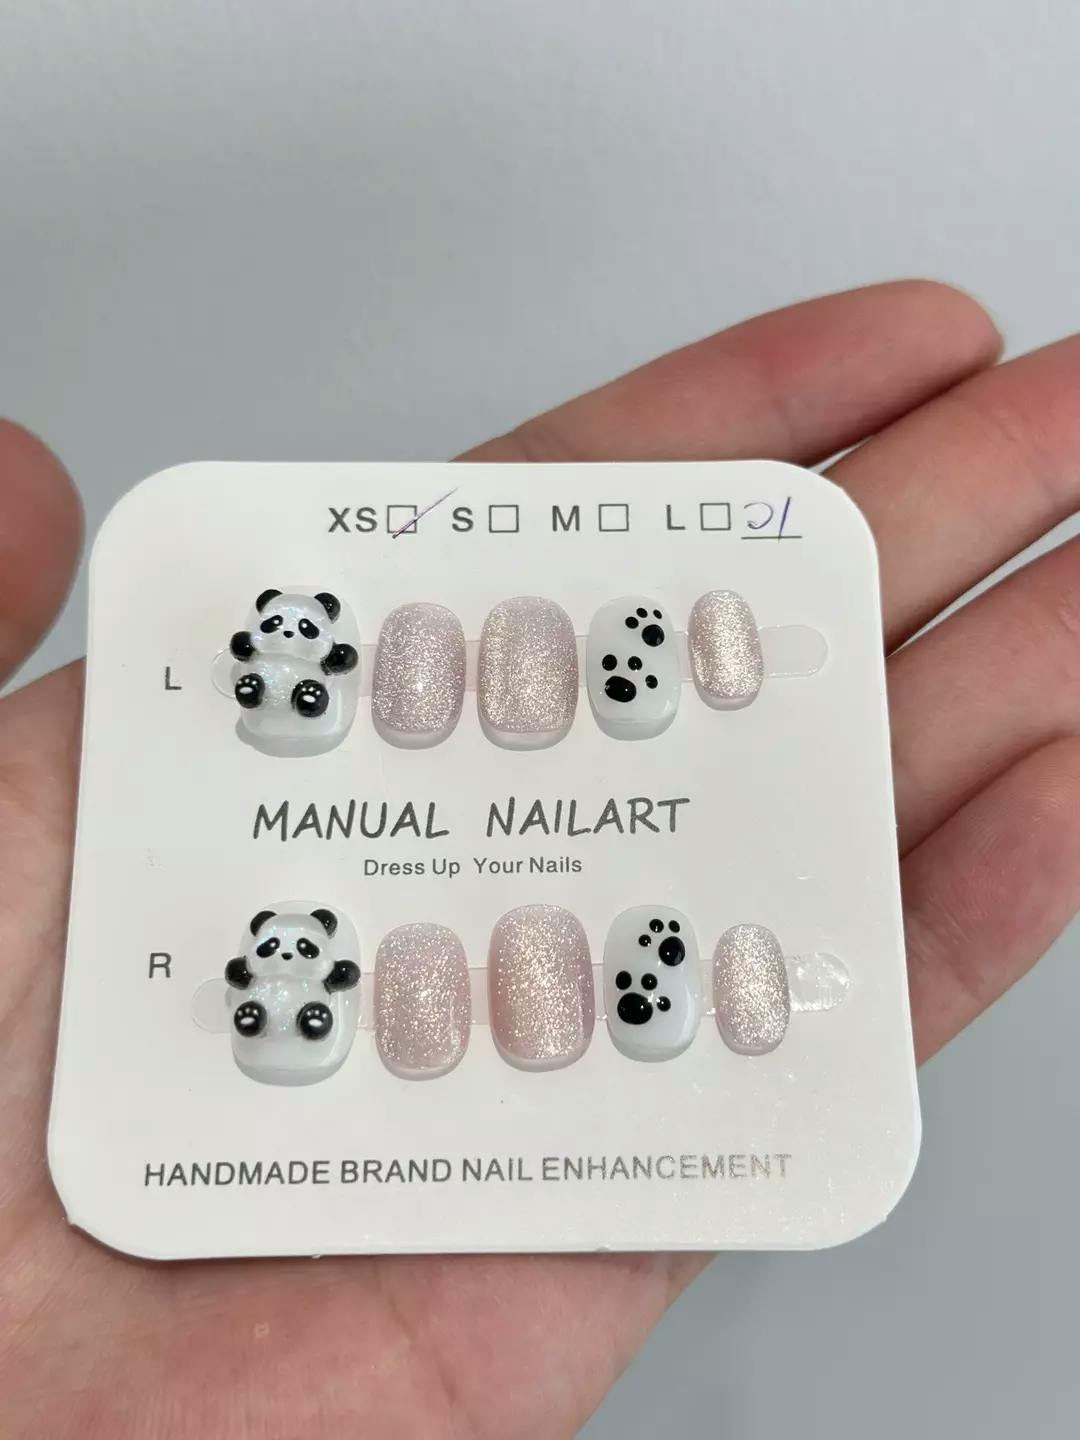 XS S M L
L
MANUAL NAILART
Dress Up Your Nails
R
HANDMADE BRAND NAIL ENHANCEMENT